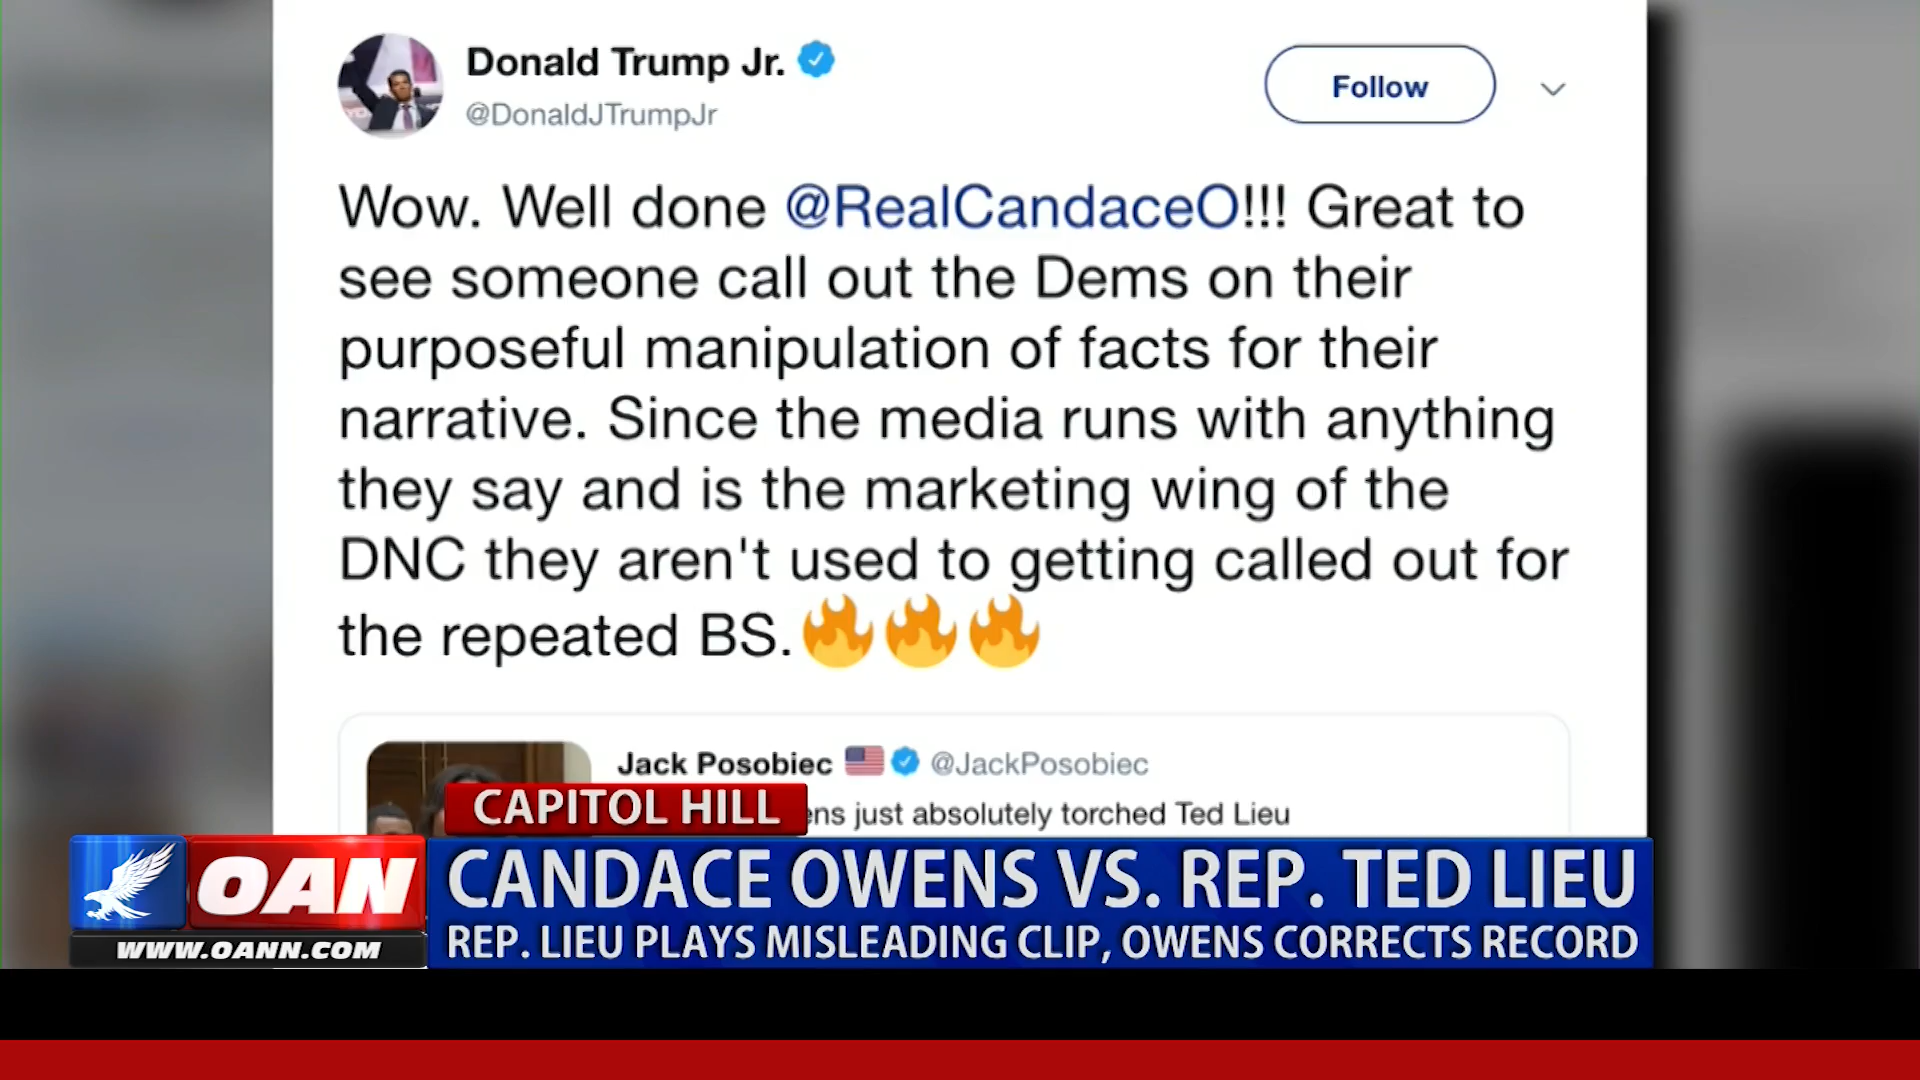 Donald Trump Jr.
@DonaldJTrumpJr
Follow
Wow. Well done @RealCandaceO!!! Great to
see someone call out the Dems on their
purposeful manipulation of facts for their
narrative. Since the media runs with anything
they say and is the marketing wing of the
DNC they aren't used to getting called out for
the repeated BS.🔥🔥🔥
Jack Posobiec 🇺🇸 @JackPosobiec
just absolutely torched Ted Lieu
CAPITOL HILL
OAN
WWW.OANN.COM
CANDACE OWENS VS. REP. TED LIEU
REP. LIEU PLAYS MISLEADING CLIP, OWENS CORRECTS RECORD